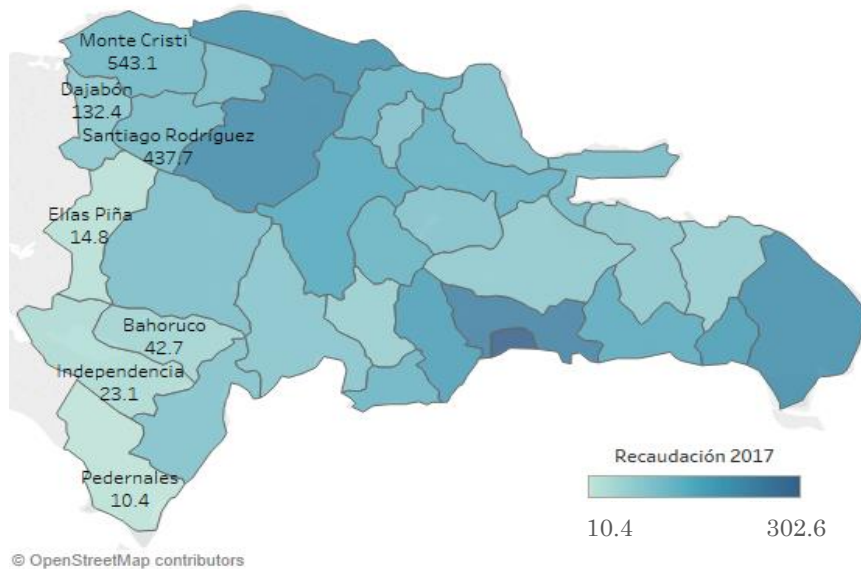 Monte Cristi
543.1
Dajabón
132.4
Santiago Rodríguez
437.7
Elías Piña
14.8
Bahoruco
42.7
Independencia
23.1
Pedernales
10.4
Recaudación 2017
10.4 302.6
© OpenStreetMap contributors